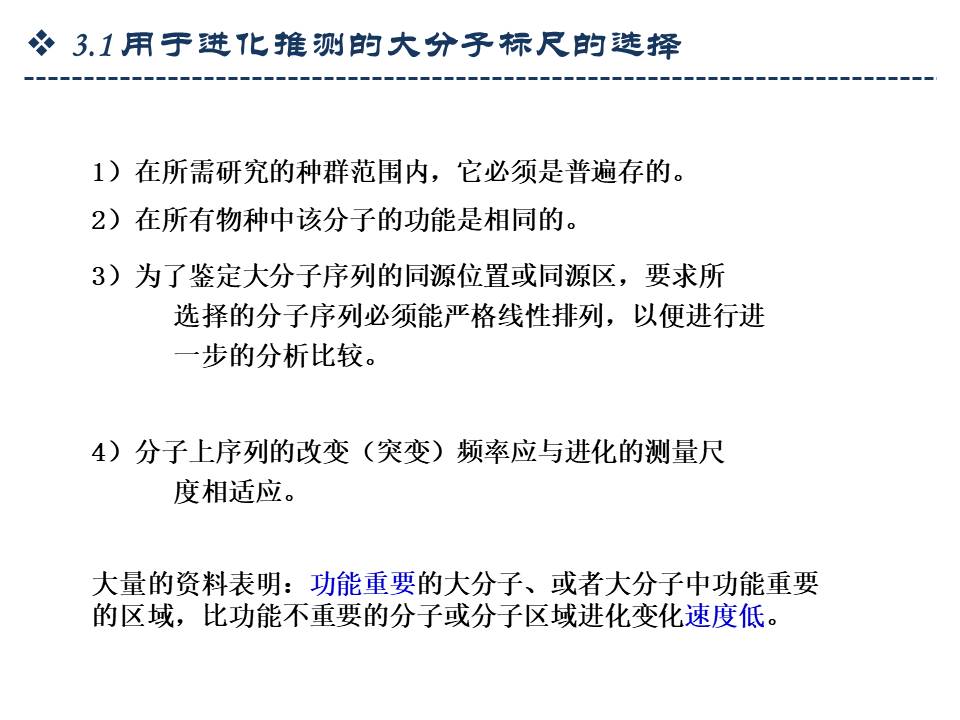 ❖ 3.1用于进化推测的大分子标尺的选择
1）在所需研究的种群范围内，它必须是普遍存的。
2）在所有物种中该分子的功能是相同的。
3）为了鉴定大分子序列的同源位置或同源区，要求所
选择的分子序列必须能严格线性排列，以便进行进
一步的分析比较。
4）分子上序列的改变（突变）频率应与进化的测量尺
度相适应。
大量的资料表明：功能重要的大分子、或者大分子中功能重要
的区域，比功能不重要的分子或分子区域进化变化速度低。